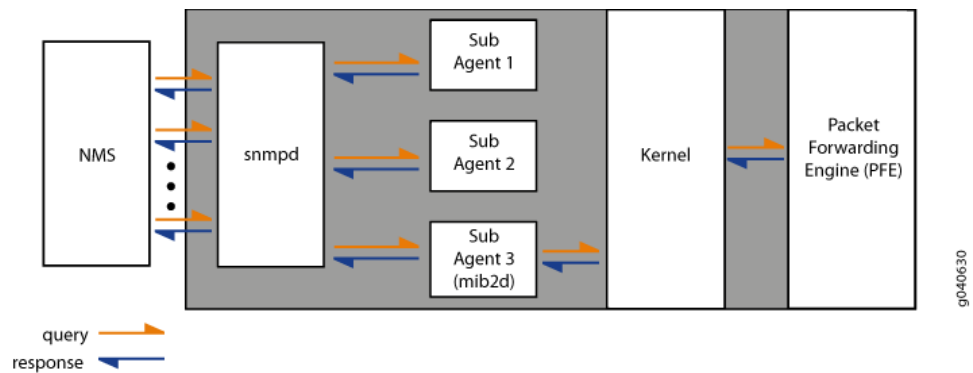 NMS
snmpd
Sub
Agent 1
Sub
Agent 2
Sub
Agent 3
(mib2d)
Kernel
Packet
Forwarding
Engine (PFE)
g040630
query
response